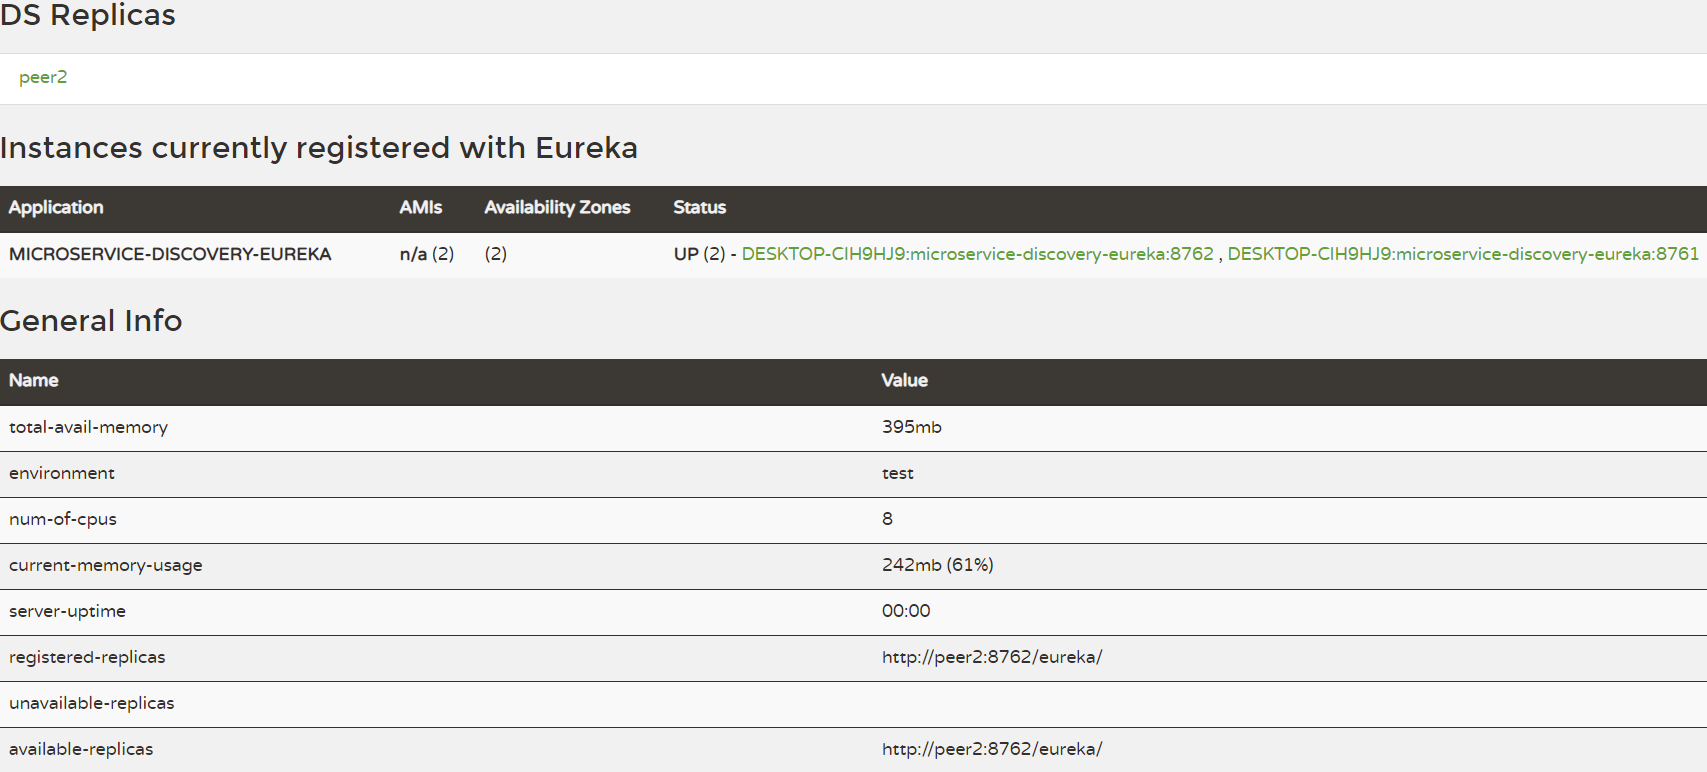 DS Replicas
peer2
Instances currently registered with Eureka
Application AMIs Availability Zones Status
MICROSERVICE-DISCOVERY-EUREKA n/a (2) (2) UP (2) - DESKTOP-CIH9HJ9:microservice-discovery-eureka:8762 , DESKTOP-CIH9HJ9:microservice-discovery-eureka:8761
General Info
Name Value
total-avail-memory 395mb
environment test
num-of-cpus 8
current-memory-usage 242mb (61%)
server-uptime 00:00
registered-replicas http://peer2:8762/eureka/
unavailable-replicas
available-replicas http://peer2:8762/eureka/